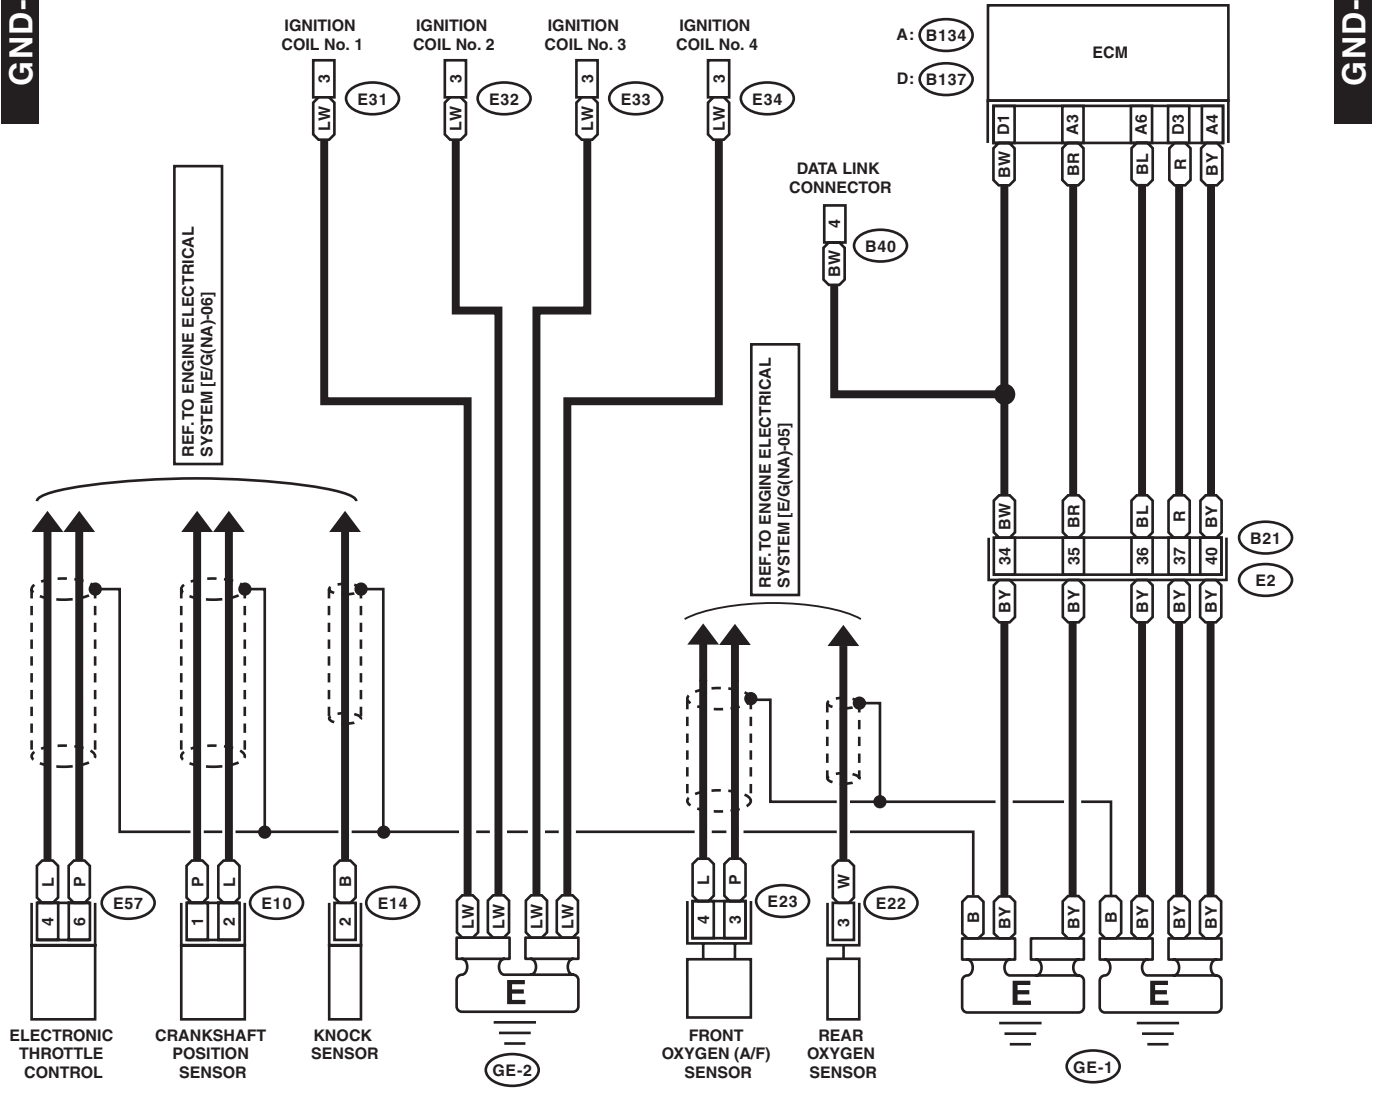 GND-
GND-
IGNITION
COIL No. 1
IGNITION
COIL No. 2
IGNITION
COIL No. 3
IGNITION
COIL No. 4
3
LW
E31
3
LW
E32
3
LW
E33
3
LW
E34
A: B134
D: B137
ECM
D1
A3
A6
D3
A4
BW
BR
BL
R
BY
DATA LINK
CONNECTOR
4
BW
B40
REF. TO ENGINE ELECTRICAL
SYSTEM [E/G(NA)-06]
REF. TO ENGINE ELECTRICAL
SYSTEM [E/G(NA)-05]
BW
BR
BL
R
BY
34
35
36
37
40
B21
E2
BY
BY
BY
BY
BY
L
P
4
6
E57
P
L
1
2
E10
B
2
E14
LW
LW
LW
LW
L
P
4
3
E23
W
3
E22
B
BY
BY
B
BY
BY
BY
E
E
E
ELECTRONIC
THROTTLE
CONTROL
CRANKSHAFT
POSITION
SENSOR
KNOCK
SENSOR
GE-2
FRONT
OXYGEN (A/F)
SENSOR
REAR
OXYGEN
SENSOR
GE-1